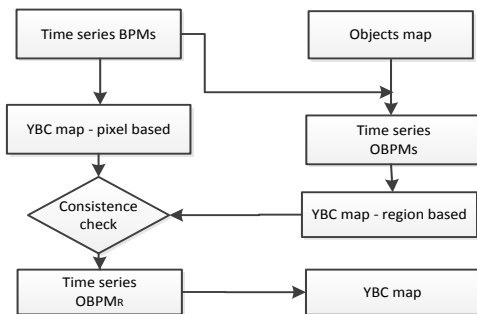 Time series BPMs
Objects map
YBC map - pixel based
Time series
OBPMs
Consistence
check
YBC map - region based
Time series
OBPMR
YBC map